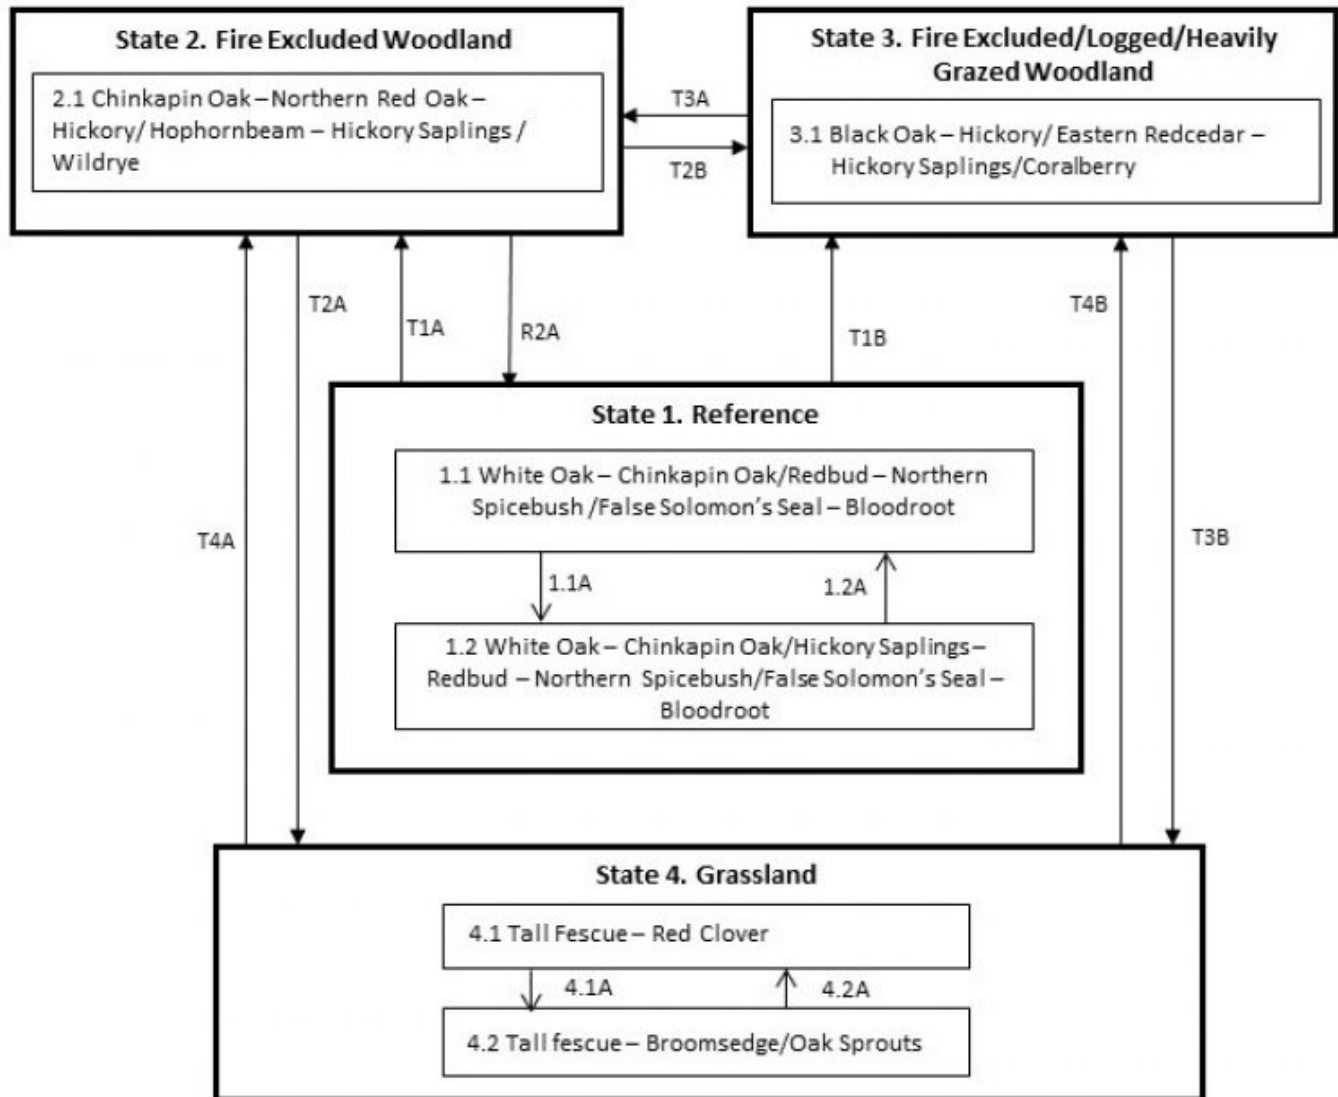 State 2. Fire Excluded Woodland
2.1 Chinkapin Oak – Northern Red Oak –
Hickory/ Hophornbeam – Hickory Saplings /
Wildrye
State 3. Fire Excluded/Logged/Heavily
Grazed Woodland
3.1 Black Oak – Hickory/ Eastern Redcedar –
Hickory Saplings/Coralberry
T3A
T2B
T2A
T1A
R2A
T1B
T4B
State 1. Reference
1.1 White Oak – Chinkapin Oak/Redbud – Northern
Spicebush /False Solomon's Seal – Bloodroot
1.1A
1.2A
1.2 White Oak – Chinkapin Oak/Hickory Saplings –
Redbud – Northern Spicebush/False Solomon's Seal –
Bloodroot
T4A
T3B
State 4. Grassland
4.1 Tall Fescue – Red Clover
4.1A
4.2A
4.2 Tall fescue – Broomsedge/Oak Sprouts